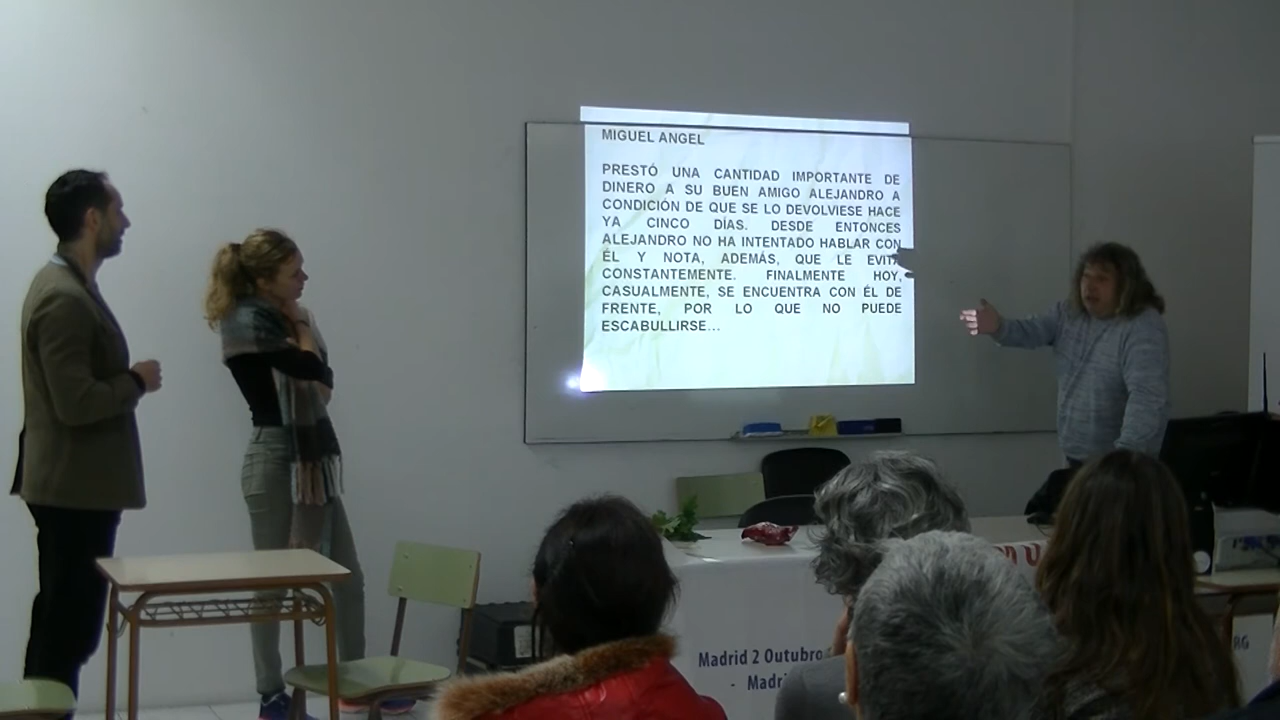 MIGUEL ANGEL
PRESTÓ UNA CANTIDAD IMPORTANTE DE
DINERO A SU BUEN AMIGO ALEJANDRO A
CONDICIÓN DE QUE SE LO DEVOLVIESE HACE
YA CINCO DÍAS. DESDE ENTONCES
ALEJANDRO NO HA INTENTADO HABLAR CON
ÉL Y NOTA, ADEMÁS, QUE LE EVITA
CONSTANTEMENTE. FINALMENTE HOY,
CASUALMENTE, SE ENCUENTRA CON ÉL DE
FRENTE, POR LO QUE NO PUEDE
ESCABULLIRSE...
Madrid 2 Outubro
- Madri